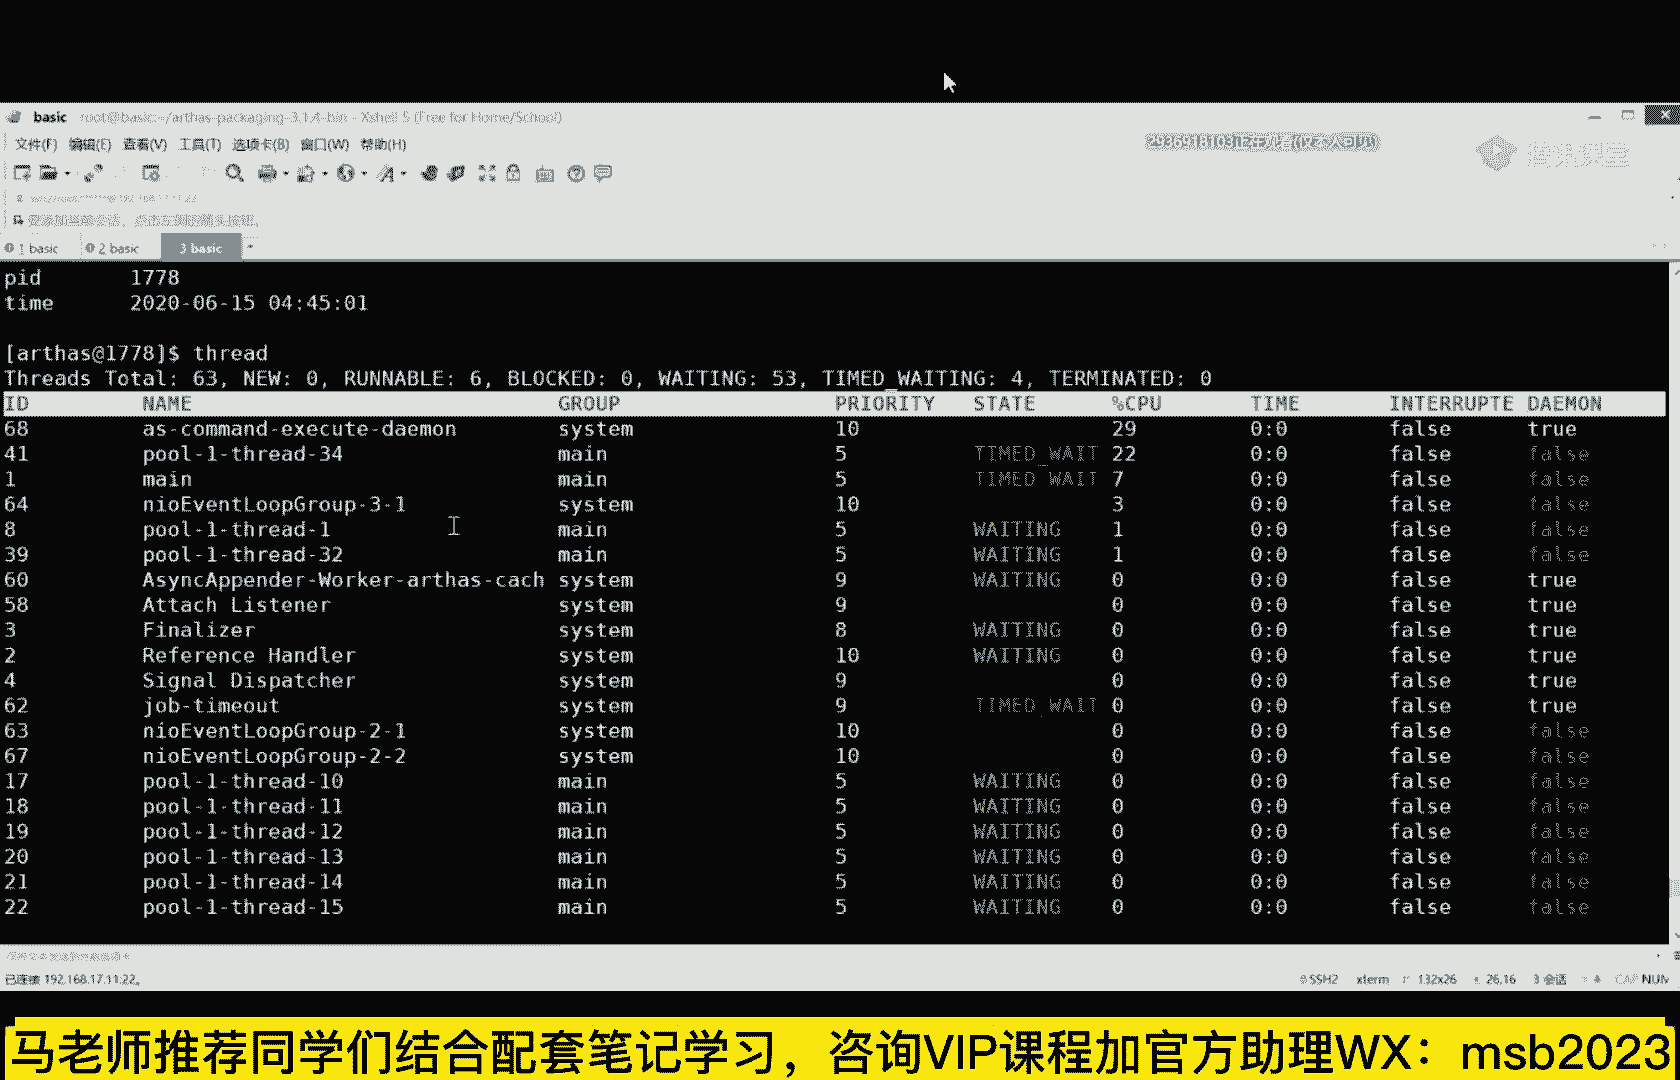 basic root@basic:~/arthas-packaging-3.1.4-bin - Xshell 5 (Free for Home/School)
文件(F) 编辑(E) 查看(V) 工具(T) 选项卡(B) 窗口(W) 帮助(H)
1 basic 2 basic 3 basic
pid 1778
time 2020-06-15 04:45:01
[arthas@1778]$ thread
Threads Total: 63, NEW: 0, RUNNABLE: 6, BLOCKED: 0, WAITING: 53, TIMED_WAITING: 4, TERMINATED: 0
ID NAME GROUP PRIORITY STATE %CPU TIME INTERRUPTE DAEMON
68 as-command-execute-daemon system 10 29 0:0 false true
41 pool-1-thread-34 main 5 TIMED_WAIT 22 0:0 false false
1 main main 5 TIMED_WAIT 7 0:0 false false
64 nioEventLoopGroup-3-1 system 10 3 0:0 false false
8 pool-1-thread-1 main 5 WAITING 1 0:0 false false
39 pool-1-thread-32 main 5 WAITING 1 0:0 false false
60 AsyncAppender-Worker-arthas-cach system 9 WAITING 0 0:0 false true
58 Attach Listener system 9 0 0:0 false true
3 Finalizer system 8 WAITING 0 0:0 false true
2 Reference Handler system 10 WAITING 0 0:0 false true
4 Signal Dispatcher system 9 0 0:0 false true
62 job-timeout system 9 TIMED_WAIT 0 0:0 false true
63 nioEventLoopGroup-2-1 system 10 0 0:0 false false
67 nioEventLoopGroup-2-2 system 10 0 0:0 false false
17 pool-1-thread-10 main 5 WAITING 0 0:0 false false
18 pool-1-thread-11 main 5 WAITING 0 0:0 false false
19 pool-1-thread-12 main 5 WAITING 0 0:0 false false
20 pool-1-thread-13 main 5 WAITING 0 0:0 false false
21 pool-1-thread-14 main 5 WAITING 0 0:0 false false
22 pool-1-thread-15 main 5 WAITING 0 0:0 false false
已连接 192.168.17.11:22。 SSH2 xterm 132x26 26,16 3 会话 CAP NUM
马老师推荐同学们结合配套笔记学习，咨询VIP课程加官方助理WX：msb2023